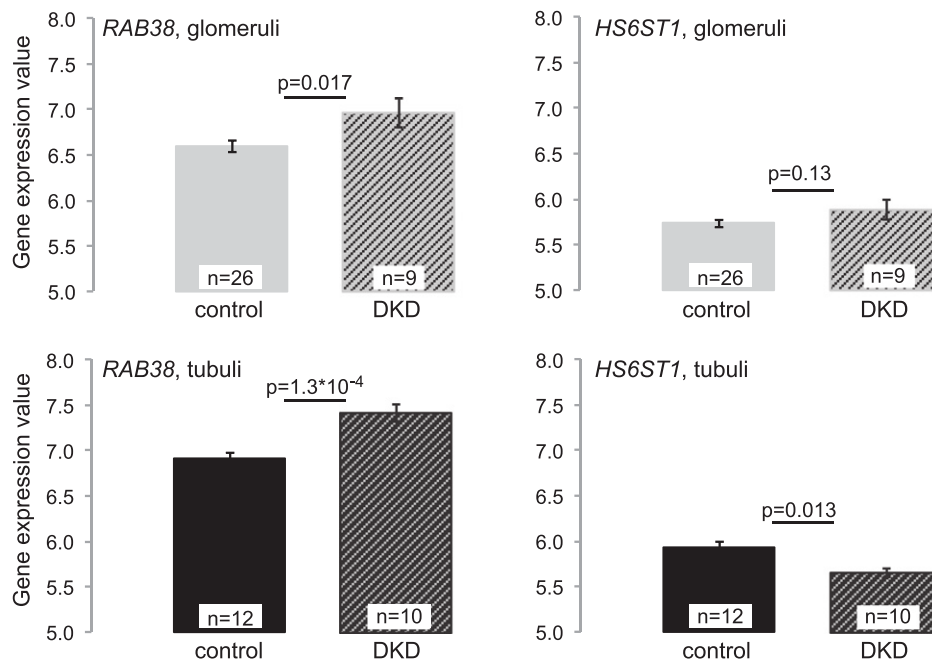 RAB38, glomeruli
Gene expression value
8.0
7.5
7.0
6.5
6.0
5.5
5.0
p=0.017
n=26
n=9
control
DKD
HS6ST1, glomeruli
8.0
7.5
7.0
6.5
6.0
5.5
5.0
p=0.13
n=26
n=9
control
DKD
RAB38, tubuli
Gene expression value
8.0
7.5
7.0
6.5
6.0
5.5
5.0
p=1.3*10-4
n=12
n=10
control
DKD
HS6ST1, tubuli
8.0
7.5
7.0
6.5
6.0
5.5
5.0
p=0.013
n=12
n=10
control
DKD